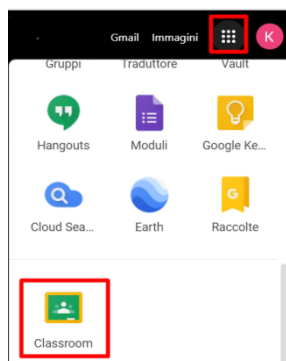 Gmail Immagini K
Gruppi Traduttore Vault
Hangouts Moduli Google Ke...
Cloud Sea... Earth Raccolte
Classroom